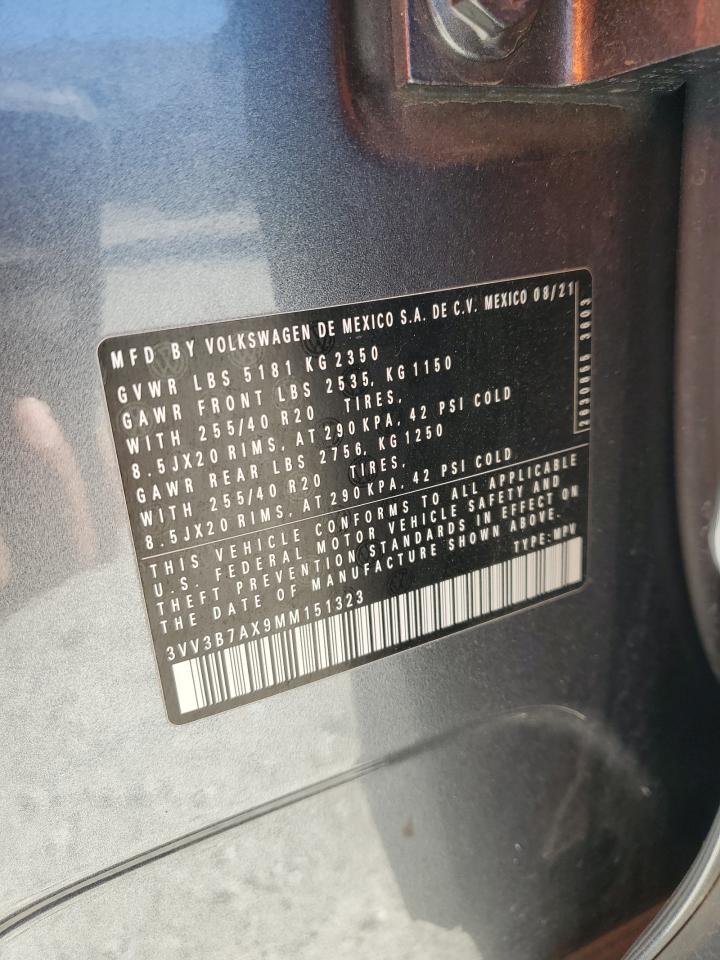 MFD BY VOLKSWAGEN DE MEXICO S.A. DE C.V. MEXICO 08/21
GVWR LBS 5181 KG 2350
GAWR FRONT LBS 2535, KG 1150
WITH 255/40 R20 TIRES,
8.5JX20 RIMS, AT 290KPA, 42 PSI COLD
GAWR REAR LBS 2756, KG 1250
WITH 255/40 R20 TIRES,
8.5JX20 RIMS, AT 290KPA, 42 PSI COLD
THIS VEHICLE CONFORMS TO ALL APPLICABLE
U.S. FEDERAL MOTOR VEHICLE SAFETY AND
THEFT PREVENTION STANDARDS IN EFFECT ON
THE DATE OF MANUFACTURE SHOWN ABOVE.
TYPE:MPV
3VV3B7AX9MM151323